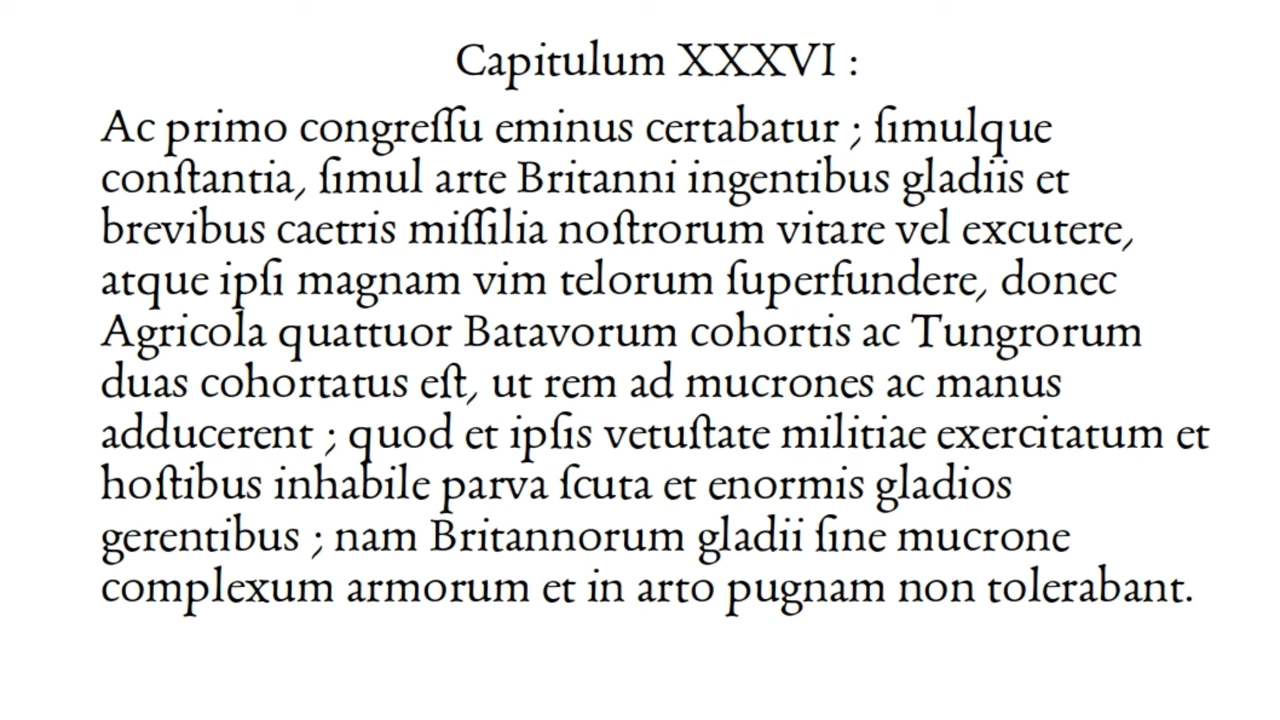 Capitulum XXXVI :
Ac primo congreſſu eminus certabatur ; ſimulque
conſtantia, ſimul arte Britanni ingentibus gladiis et
brevibus caetris miſſilia noſtrorum vitare vel excutere,
atque ipſi magnam vim telorum ſuperfundere, donec
Agricola quattuor Batavorum cohortis ac Tungrorum
duas cohortatus eſt, ut rem ad mucrones ac manus
adducerent ; quod et ipſis vetuſtate militiae exercitatum et
hoſtibus inhabile parva ſcuta et enormis gladios
gerentibus ; nam Britannorum gladii ſine mucrone
complexum armorum et in arto pugnam non tolerabant.